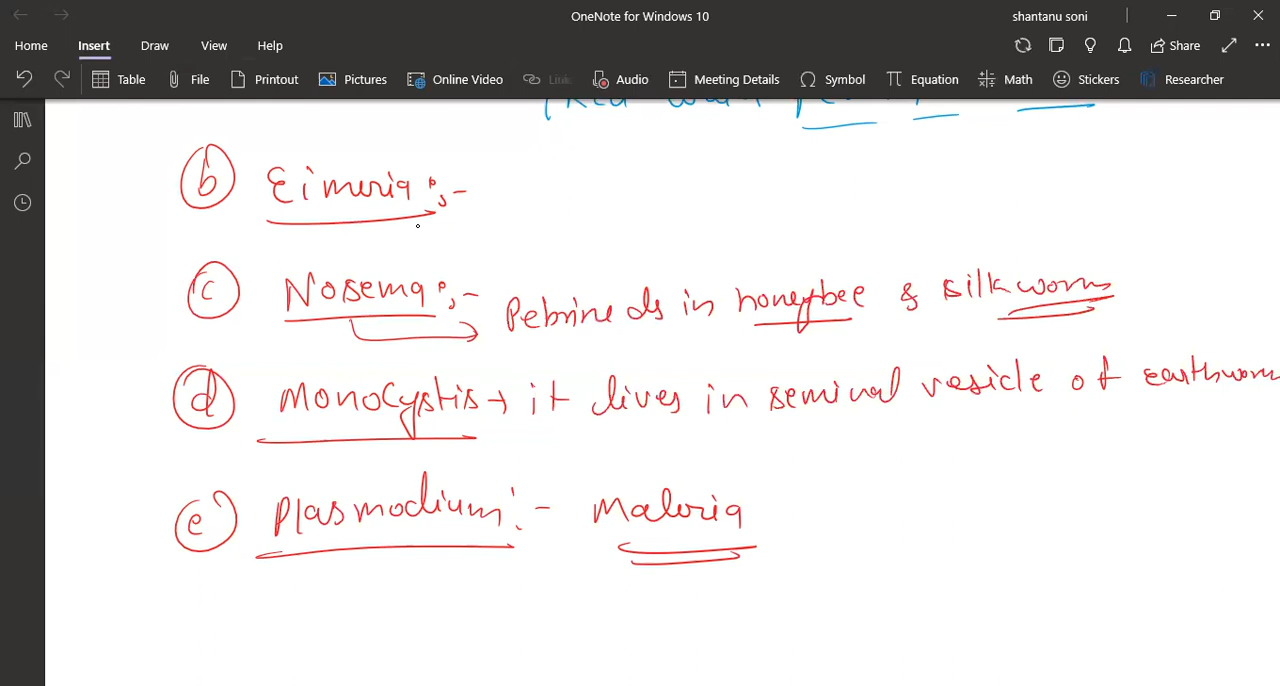 OneNote for Windows 10
shantanu soni
Home Insert Draw View Help
Share
Table File Printout Pictures Online Video Link Audio Meeting Details Symbol Equation Math Stickers Researcher
(b) Eimeria :-
(c) Nosema :- Pebrine ds in honeybee & silkworm
(d) Monocystis → it lives in seminal vesicle of earthworm
(e) Plasmodium :- Malaria